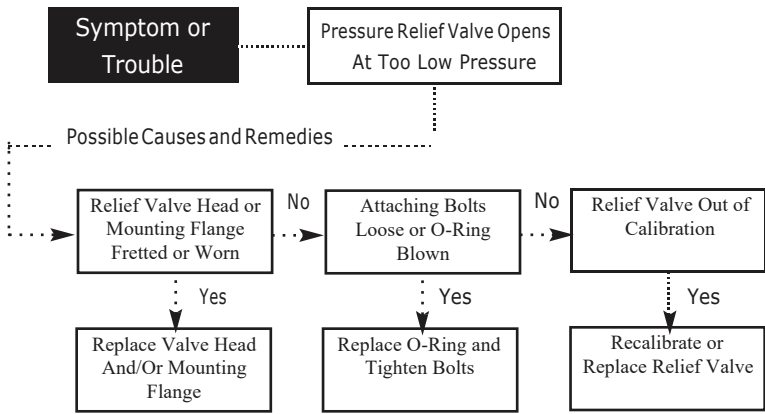 Symptom or
Trouble
Pressure Relief Valve Opens
At Too Low Pressure
Possible Causes and Remedies
Relief Valve Head or
Mounting Flange
Fretted or Worn
No
Attaching Bolts
Loose or O-Ring
Blown
No
Relief Valve Out of
Calibration
Yes
Yes
Yes
Replace Valve Head
And/Or Mounting
Flange
Replace O-Ring and
Tighten Bolts
Recalibrate or
Replace Relief Valve